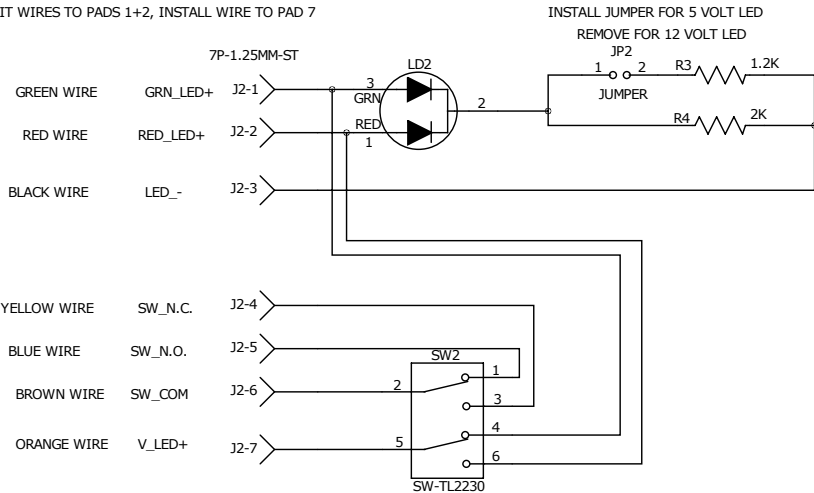 IT WIRES TO PADS 1+2, INSTALL WIRE TO PAD 7
INSTALL JUMPER FOR 5 VOLT LED
REMOVE FOR 12 VOLT LED
7P-1.25MM-ST
LD2
JP2
1 2
JUMPER
R3
1.2K
GREEN WIRE GRN_LED+ J2-1
3
GRN
2
RED WIRE RED_LED+ J2-2
RED
1
R4
2K
BLACK WIRE LED_- J2-3
YELLOW WIRE SW_N.C. J2-4
BLUE WIRE SW_N.O. J2-5
SW2
1
BROWN WIRE SW_COM J2-6
2
3
ORANGE WIRE V_LED+ J2-7
5
4
6
SW-TL2230